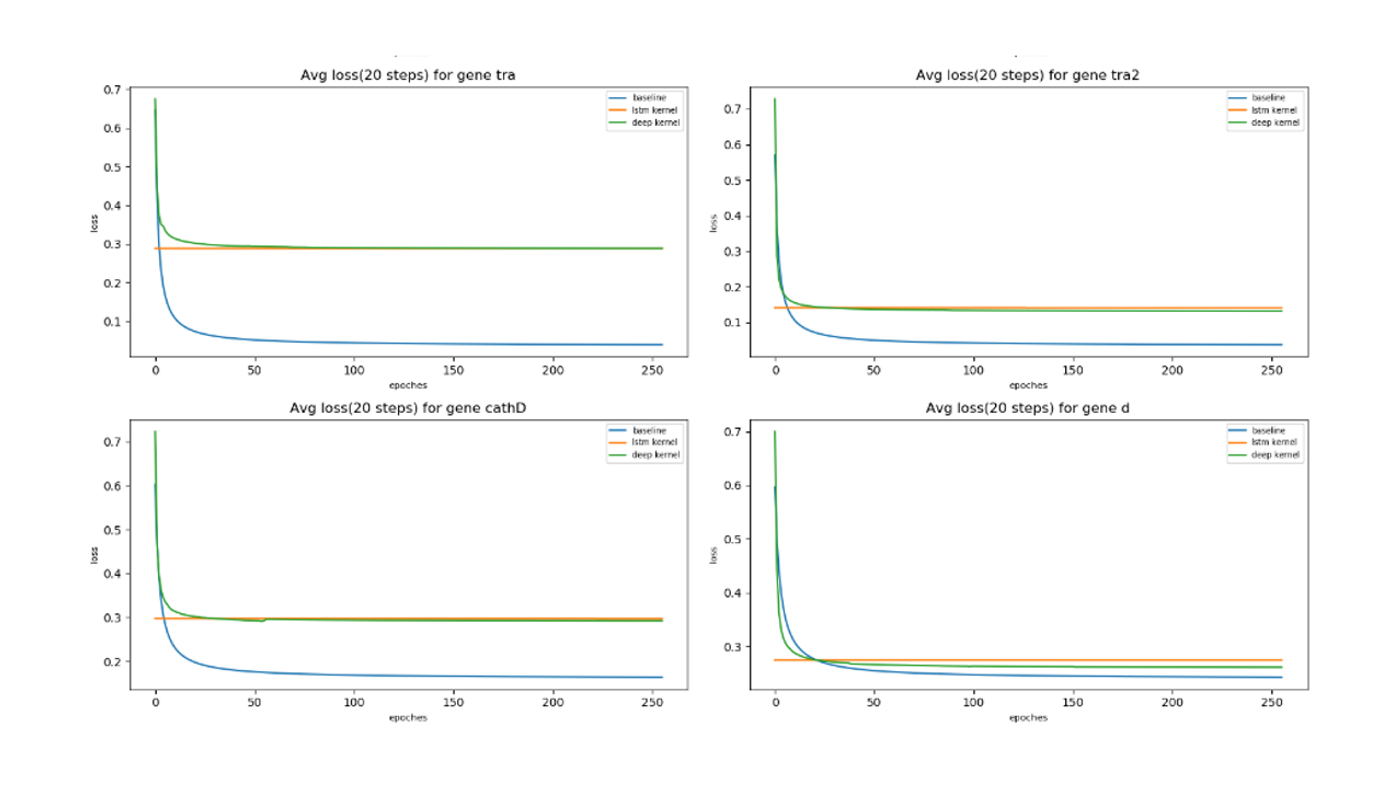 Avg loss(20 steps) for gene tra
0.7
0.6
0.5
0.4
0.3
0.2
0.1
loss
0 50 100 150 200 250
epoches
baseline
lstm kernel
deep kernel
Avg loss(20 steps) for gene tra2
0.7
0.6
0.5
0.4
0.3
0.2
0.1
loss
0 50 100 150 200 250
epoches
baseline
lstm kernel
deep kernel
Avg loss(20 steps) for gene cathD
0.7
0.6
0.5
0.4
0.3
0.2
loss
0 50 100 150 200 250
epoches
baseline
lstm kernel
deep kernel
Avg loss(20 steps) for gene d
0.7
0.6
0.5
0.4
0.3
loss
0 50 100 150 200 250
epoches
baseline
lstm kernel
deep kernel